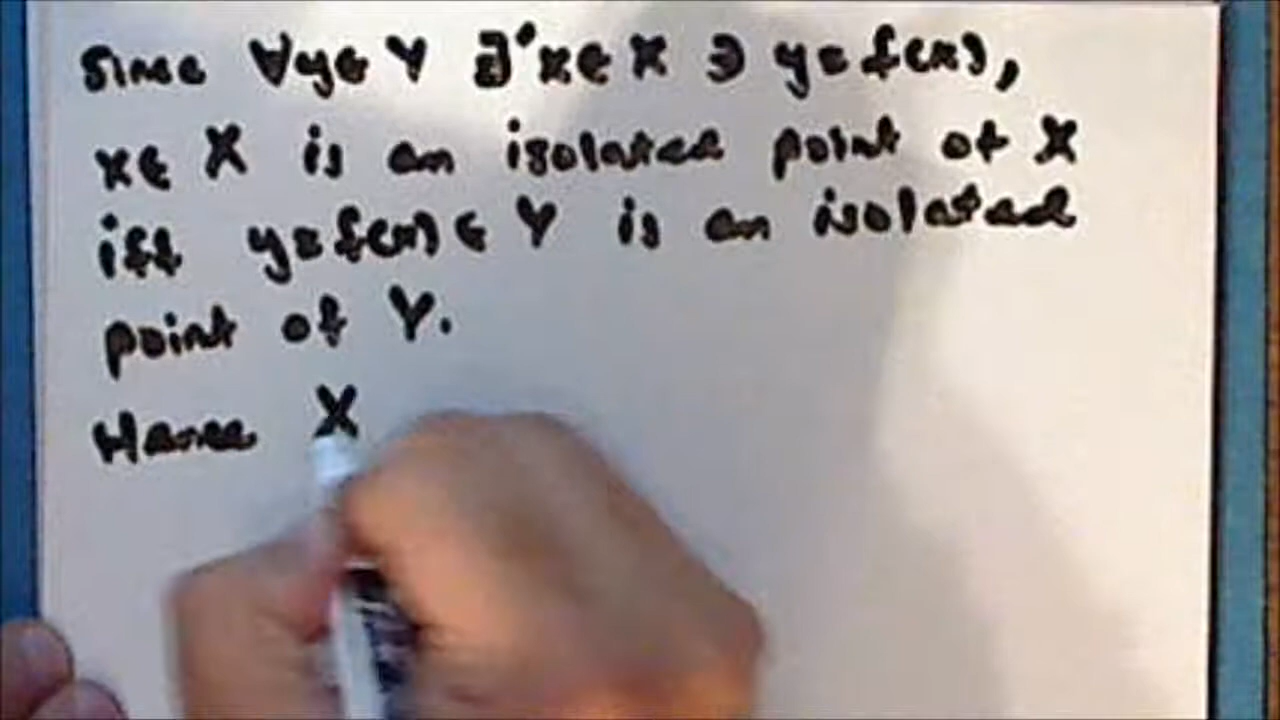 Since ∀y∈Y ∃'x∈X ∋ y=f(x),
x∈X is an isolated point of X
iff y=f(x)∈Y is an isolated
point of Y.
Hence X